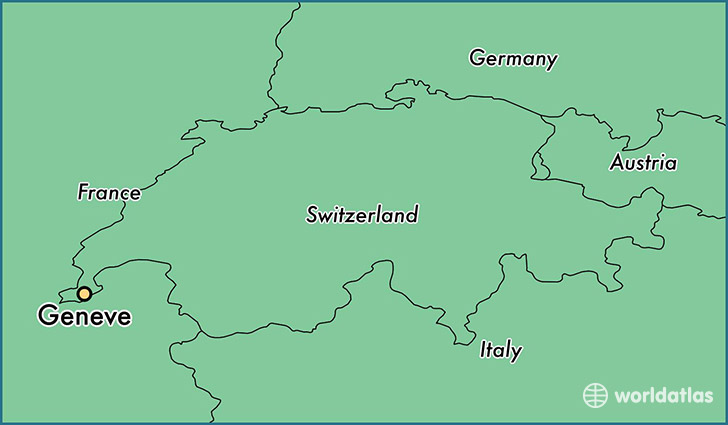 Germany
Austria
France
Switzerland
Geneve
Italy
worldatlas